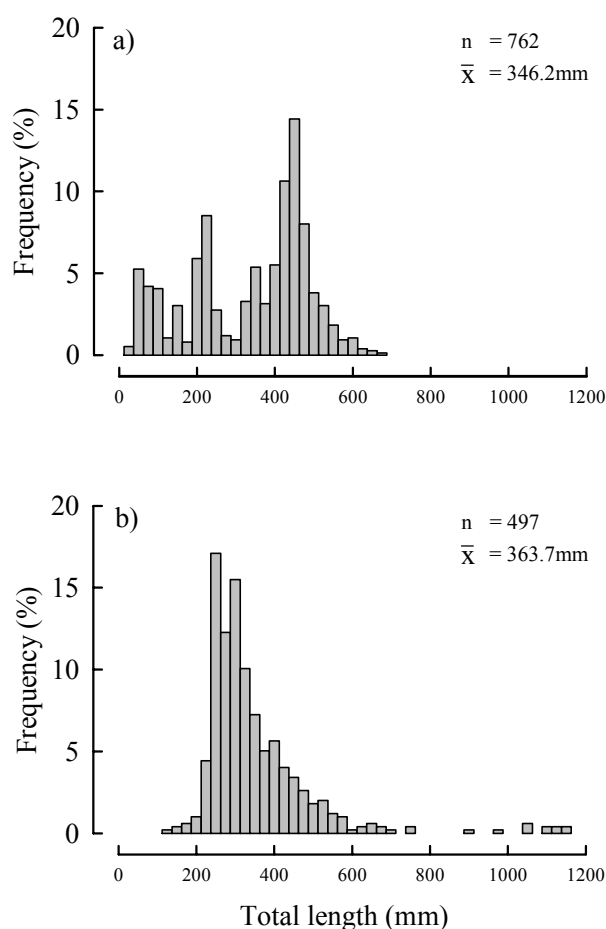 20
a)
n = 762
x̄ = 346.2mm
15
Frequency (%)
10
5
0
0 200 400 600 800 1000 1200
20
b)
n = 497
x̄ = 363.7mm
15
Frequency (%)
10
5
0
0 200 400 600 800 1000 1200
Total length (mm)